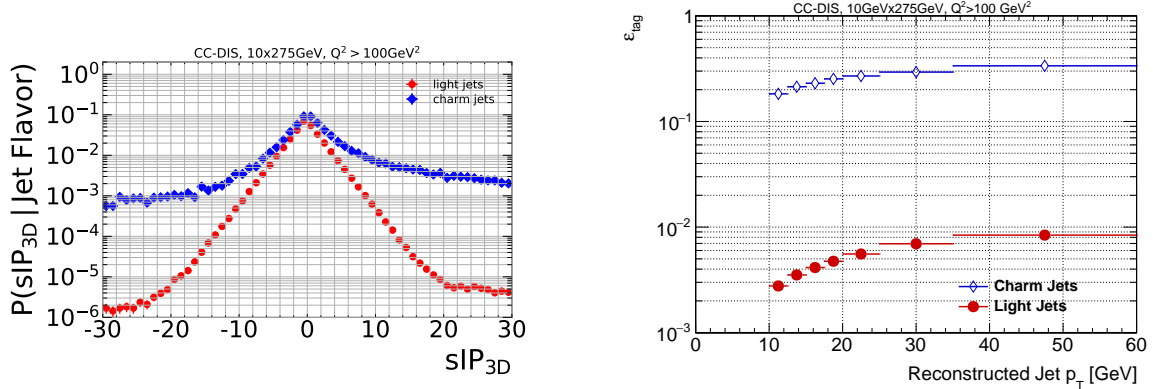 CC-DIS, 10x275GeV, Q² > 100GeV²
light jets
charm jets
10⁰
10⁻¹
10⁻²
10⁻³
10⁻⁴
10⁻⁵
10⁻⁶
P(sIP₃D | Jet Flavor)
-30 -20 -10 0 10 20 30
sIP₃D
CC-DIS, 10GeVx275GeV, Q²>100 GeV²
ε_tag
1
10⁻¹
10⁻²
10⁻³
Charm Jets
Light Jets
0 10 20 30 40 50 60
Reconstructed Jet p_T [GeV]